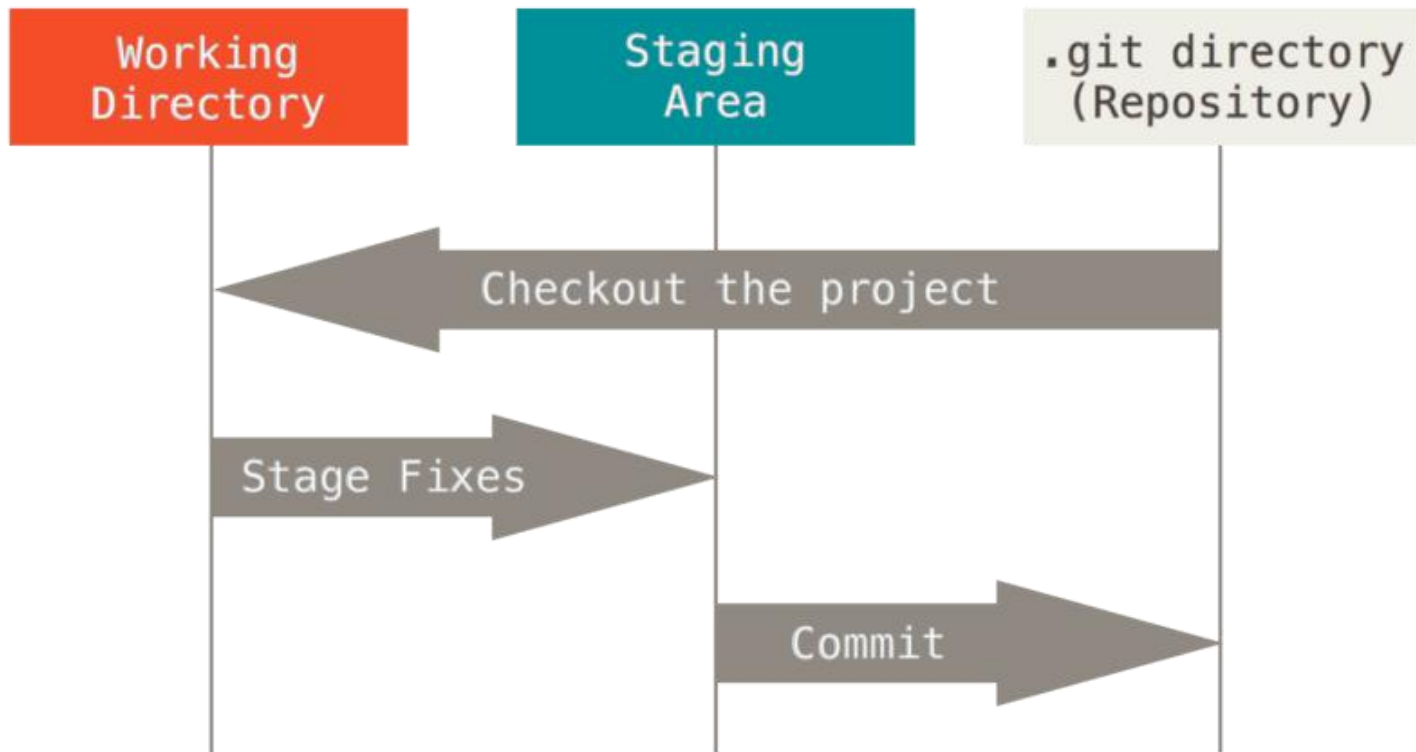 Working
Directory
Staging
Area
.git directory
(Repository)
Checkout the project
Stage Fixes
Commit